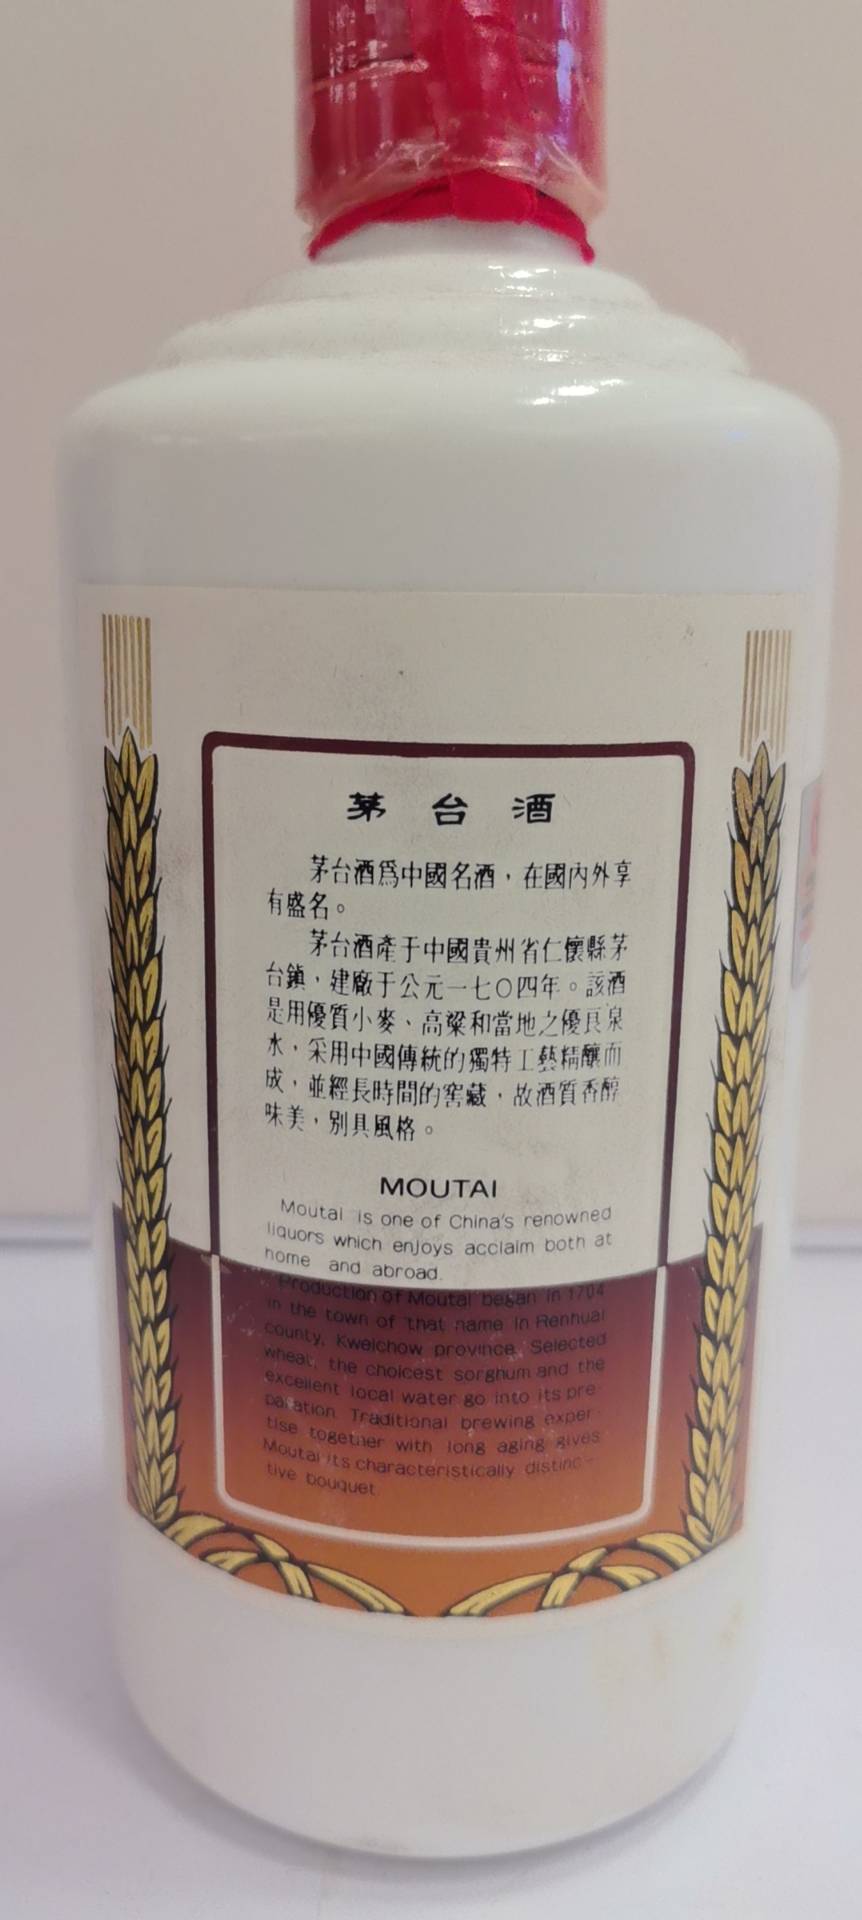 茅台酒
茅台酒爲中國名酒，在國內外享
有盛名。
茅台酒產于中國貴州省仁懷縣茅
台鎮，建廠于公元一七〇四年。該酒
是用優質小麥、高粱和當地之優良泉
水，采用中國傳統的獨特工藝精釀而
成，並經長時間的窖藏，故酒質香醇
味美，別具風格。
MOUTAI
Moutai is one of China's renowned
liquors which enjoys acclaim both at
home and abroad.
Production of Moutai began in 1704
in the town of that name in Renhuai
county, Kweichow province. Selected
wheat, the choicest sorghum and the
excellent local water go into its pre-
paration. Traditional brewing exper-
tise together with long aging gives
Moutai its characteristically distinc-
tive bouquet.